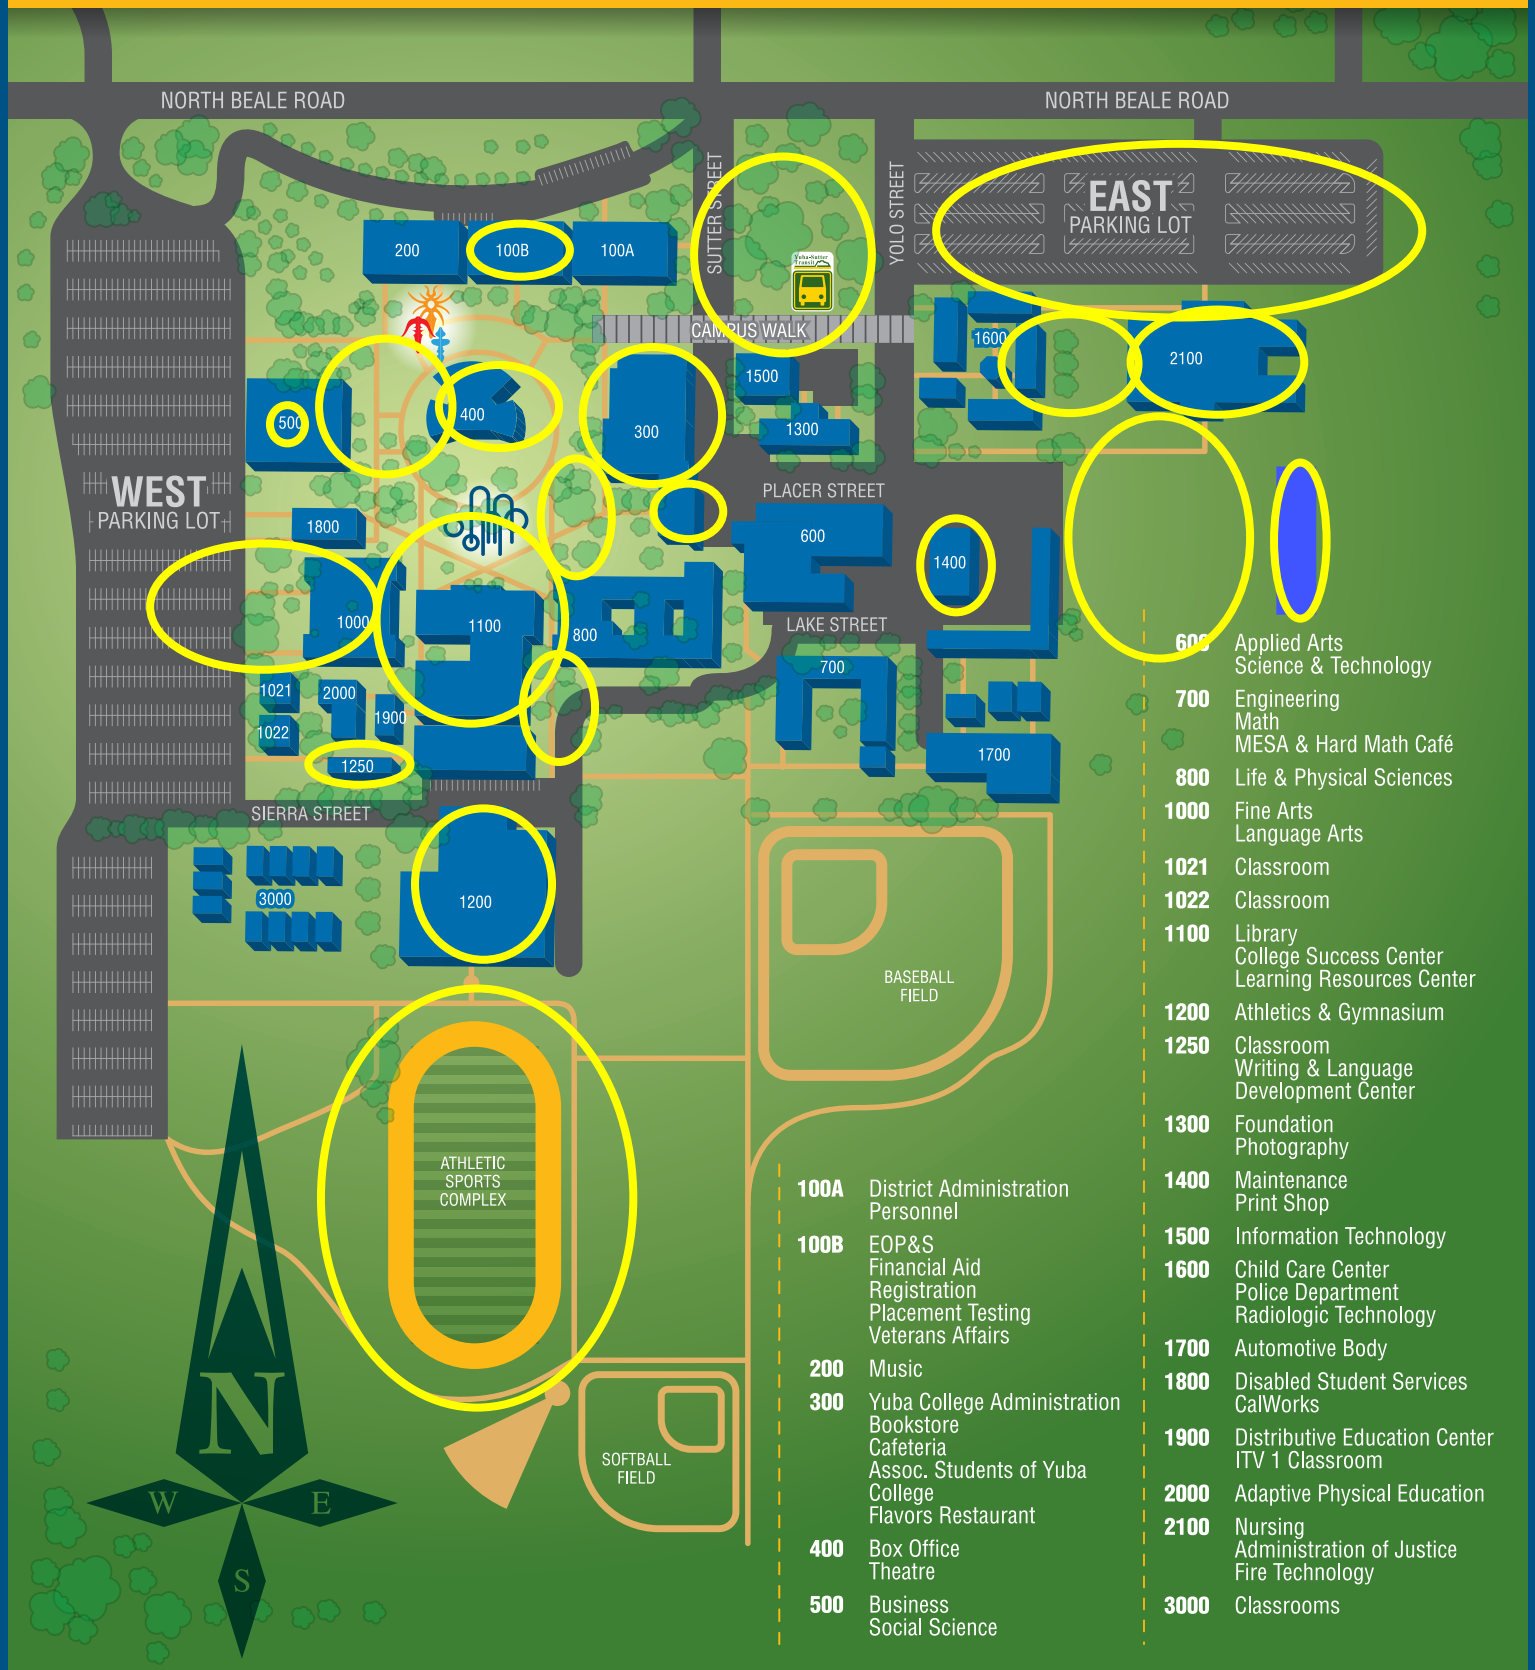 NORTH BEALE ROAD
NORTH BEALE ROAD
SUTTER STREET
YOLO STREET
EAST
PARKING LOT
200
100B
100A
Yuba-Sutter
Transit
CAMPUS WALK
1600
2100
1500
400
500
300
1300
WEST
PARKING LOT
PLACER STREET
1800
600
1400
1000
1100
800
LAKE STREET
700
1021
2000
1900
1022
1250
1700
SIERRA STREET
3000
1200
BASEBALL
FIELD
ATHLETIC
SPORTS
COMPLEX
SOFTBALL
FIELD
N
W
E
S
100A District Administration
Personnel
100B EOP&S
Financial Aid
Registration
Placement Testing
Veterans Affairs
200 Music
300 Yuba College Administration
Bookstore
Cafeteria
Assoc. Students of Yuba
College
Flavors Restaurant
400 Box Office
Theatre
500 Business
Social Science
600 Applied Arts
Science & Technology
700 Engineering
Math
MESA & Hard Math Café
800 Life & Physical Sciences
1000 Fine Arts
Language Arts
1021 Classroom
1022 Classroom
1100 Library
College Success Center
Learning Resources Center
1200 Athletics & Gymnasium
1250 Classroom
Writing & Language
Development Center
1300 Foundation
Photography
1400 Maintenance
Print Shop
1500 Information Technology
1600 Child Care Center
Police Department
Radiologic Technology
1700 Automotive Body
1800 Disabled Student Services
CalWorks
1900 Distributive Education Center
ITV 1 Classroom
2000 Adaptive Physical Education
2100 Nursing
Administration of Justice
Fire Technology
3000 Classrooms